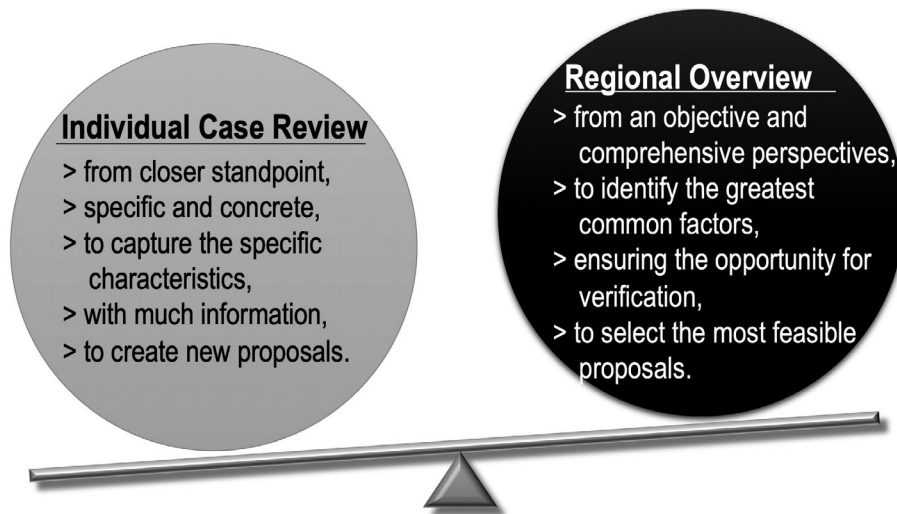 Individual Case Review
> from closer standpoint,
> specific and concrete,
> to capture the specific
characteristics,
> with much information,
> to create new proposals.
Regional Overview
> from an objective and
comprehensive perspectives,
> to identify the greatest
common factors,
> ensuring the opportunity for
verification,
> to select the most feasible
proposals.